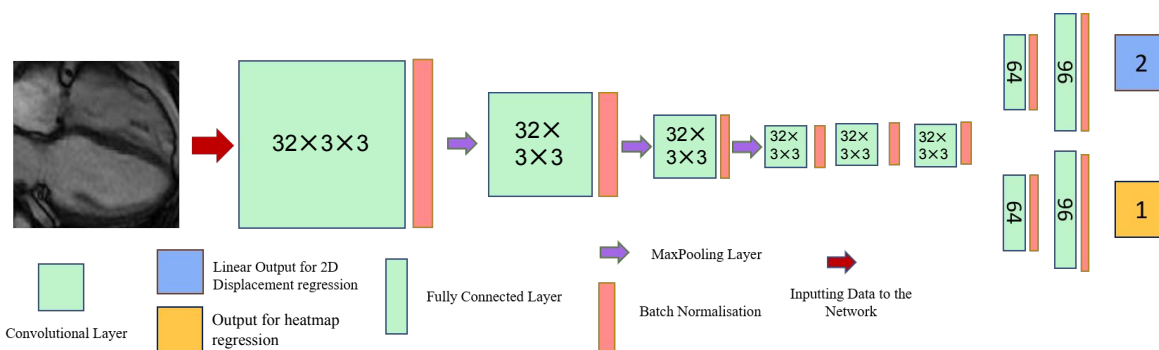 32×3×3
32×
3×3
32×
3×3
32×
3×3
32×
3×3
32×
3×3
64
96
2
64
96
1
Convolutional Layer
Linear Output for 2D
Displacement regression
Output for heatmap
regression
Fully Connected Layer
MaxPooling Layer
Batch Normalisation
Inputting Data to the
Network